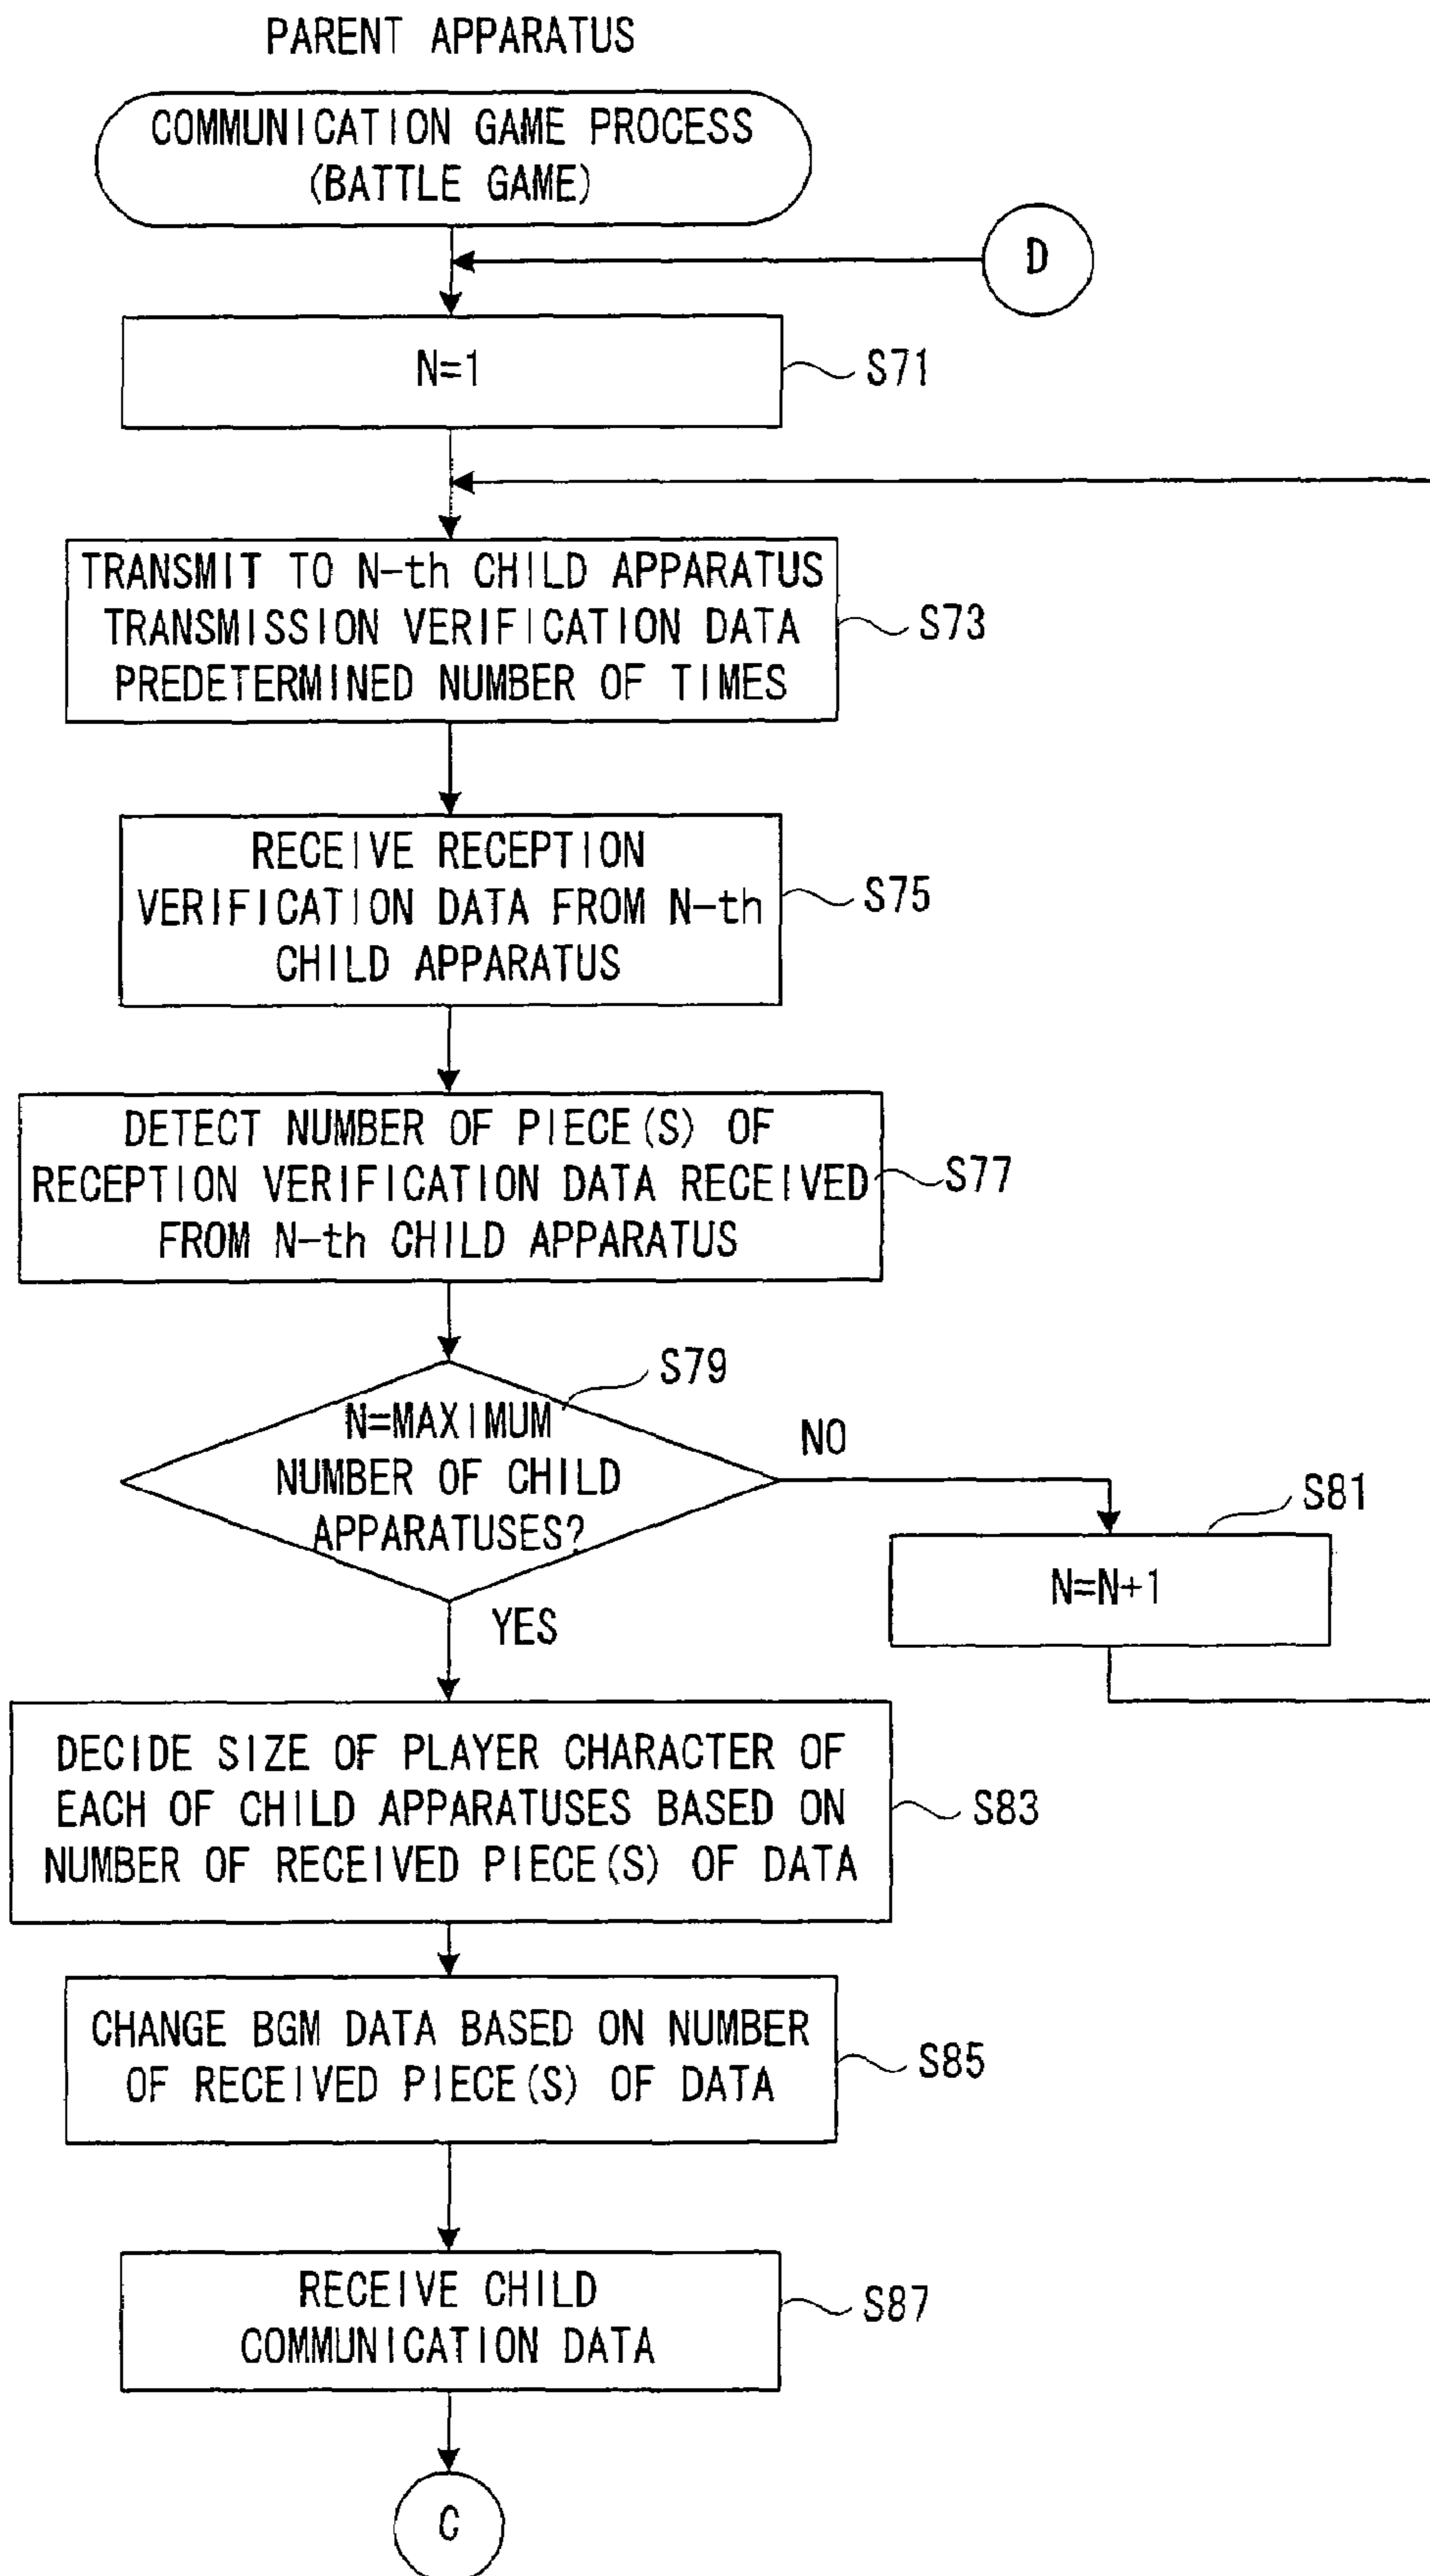 PARENT APPARATUS
COMMUNICATION GAME PROCESS
(BATTLE GAME)
D
N=1
S71
TRANSMIT TO N-th CHILD APPARATUS
TRANSMISSION VERIFICATION DATA
PREDETERMINED NUMBER OF TIMES
S73
RECEIVE RECEPTION
VERIFICATION DATA FROM N-th
CHILD APPARATUS
S75
DETECT NUMBER OF PIECE(S) OF
RECEPTION VERIFICATION DATA RECEIVED
FROM N-th CHILD APPARATUS
S77
S79
N=MAXIMUM
NUMBER OF CHILD
APPARATUSES?
NO
S81
N=N+1
YES
DECIDE SIZE OF PLAYER CHARACTER OF
EACH OF CHILD APPARATUSES BASED ON
NUMBER OF RECEIVED PIECE(S) OF DATA
S83
CHANGE BGM DATA BASED ON NUMBER
OF RECEIVED PIECE(S) OF DATA
S85
RECEIVE CHILD
COMMUNICATION DATA
S87
C